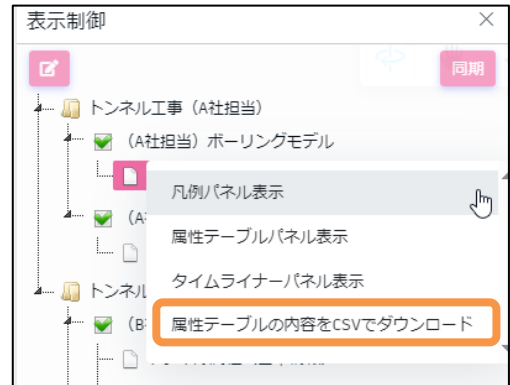 表示制御
同期
トンネル工事（A社担当）
（A社担当）ボーリングモデル
凡例パネル表示
（A
属性テーブルパネル表示
タイムライナーパネル表示
トンネル
（B
属性テーブルの内容をCSVでダウンロード